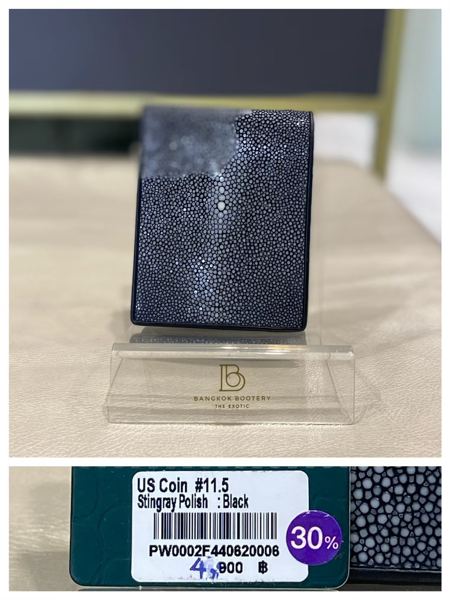 B
BANGKOK BOOTERY
THE EXOTIC
US Coin #11.5
Stingray Polish : Black
30%
PW0002F440620006
4,900 ฿